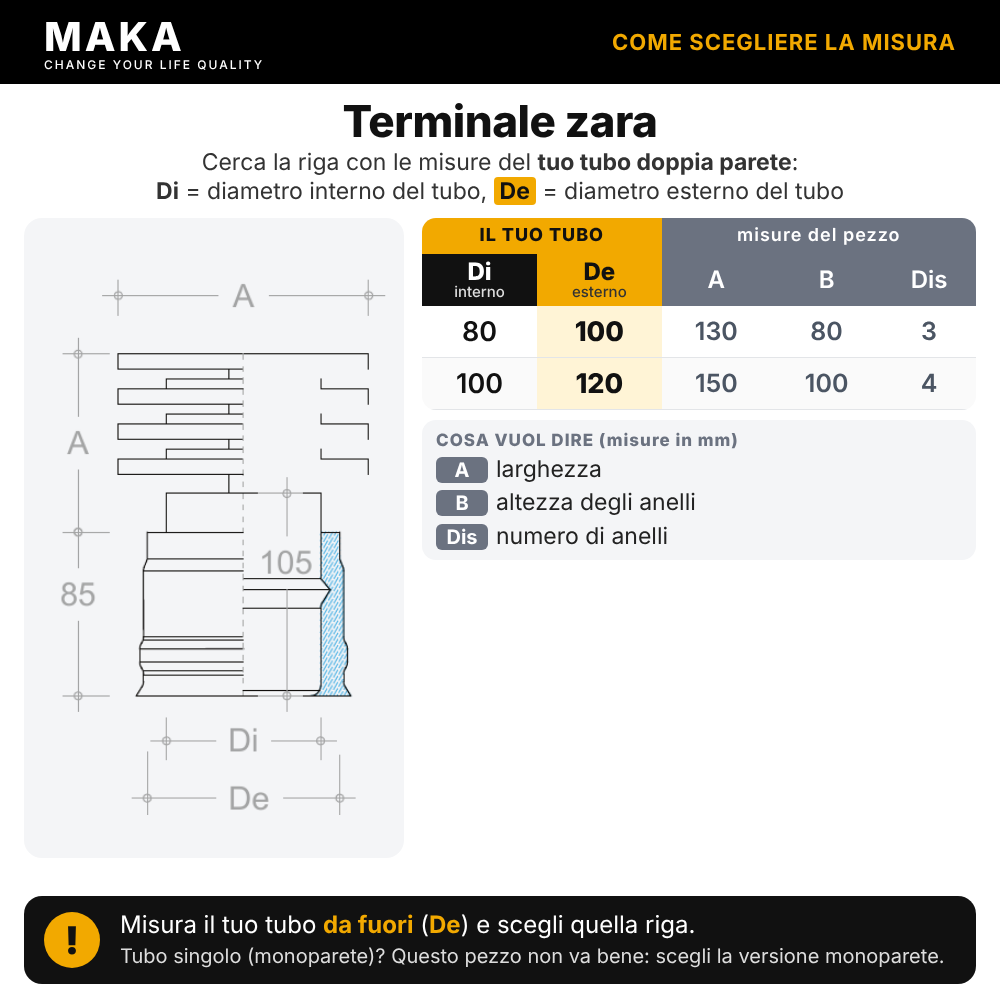 MAKA
CHANGE YOUR LIFE QUALITY
COME SCEGLIERE LA MISURA
Terminale zara
Cerca la riga con le misure del tuo tubo doppia parete:
Di = diametro interno del tubo, De = diametro esterno del tubo
A
A
105
85
Di
De
IL TUO TUBO misure del pezzo
Di De A B Dis
interno esterno
80 100 130 80 3
100 120 150 100 4
COSA VUOL DIRE (misure in mm)
A larghezza
B altezza degli anelli
Dis numero di anelli
! Misura il tuo tubo da fuori (De) e scegli quella riga.
Tubo singolo (monoparete)? Questo pezzo non va bene: scegli la versione monoparete.